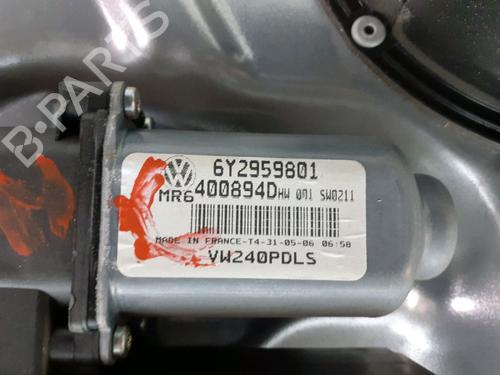 B-PARTS
6Y2959801
MR6 400894D HW 001 SW0211
MADE IN FRANCE-T4-31-05-06 06:58
VW240PDLS